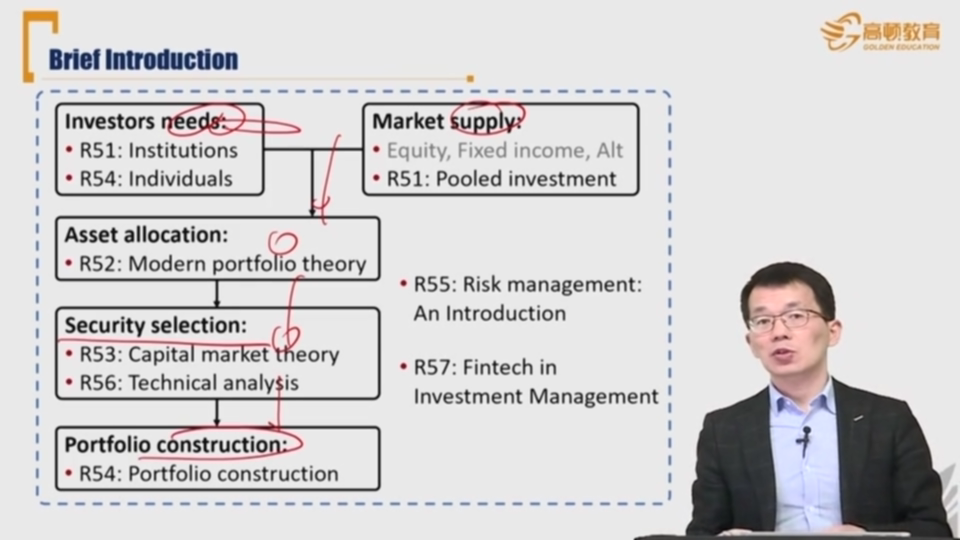 高顿教育
GOLDEN EDUCATION
Brief Introduction
Investors needs:
• R51: Institutions
• R54: Individuals
Market supply:
• Equity, Fixed income, Alt
• R51: Pooled investment
Asset allocation:
• R52: Modern portfolio theory
Security selection:
• R53: Capital market theory
• R56: Technical analysis
Portfolio construction:
• R54: Portfolio construction
• R55: Risk management:
An Introduction
• R57: Fintech in
Investment Management